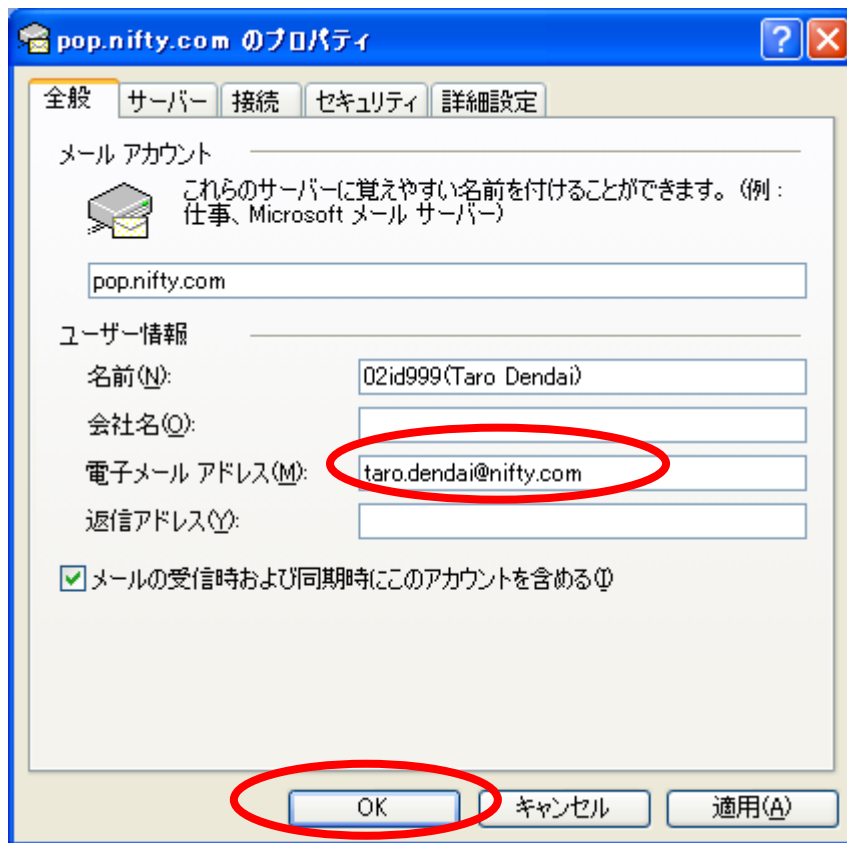 pop.nifty.com のプロパティ
全般 サーバー 接続 セキュリティ 詳細設定
メール アカウント
これらのサーバーに覚えやすい名前を付けることができます。(例 :
仕事、Microsoft メール サーバー)
pop.nifty.com
ユーザー情報
名前(N): 02id999(Taro Dendai)
会社名(O):
電子メール アドレス(M): taro.dendai@nifty.com
返信アドレス(Y):
メールの受信時および同期時にこのアカウントを含める(I)
OK キャンセル 適用(A)